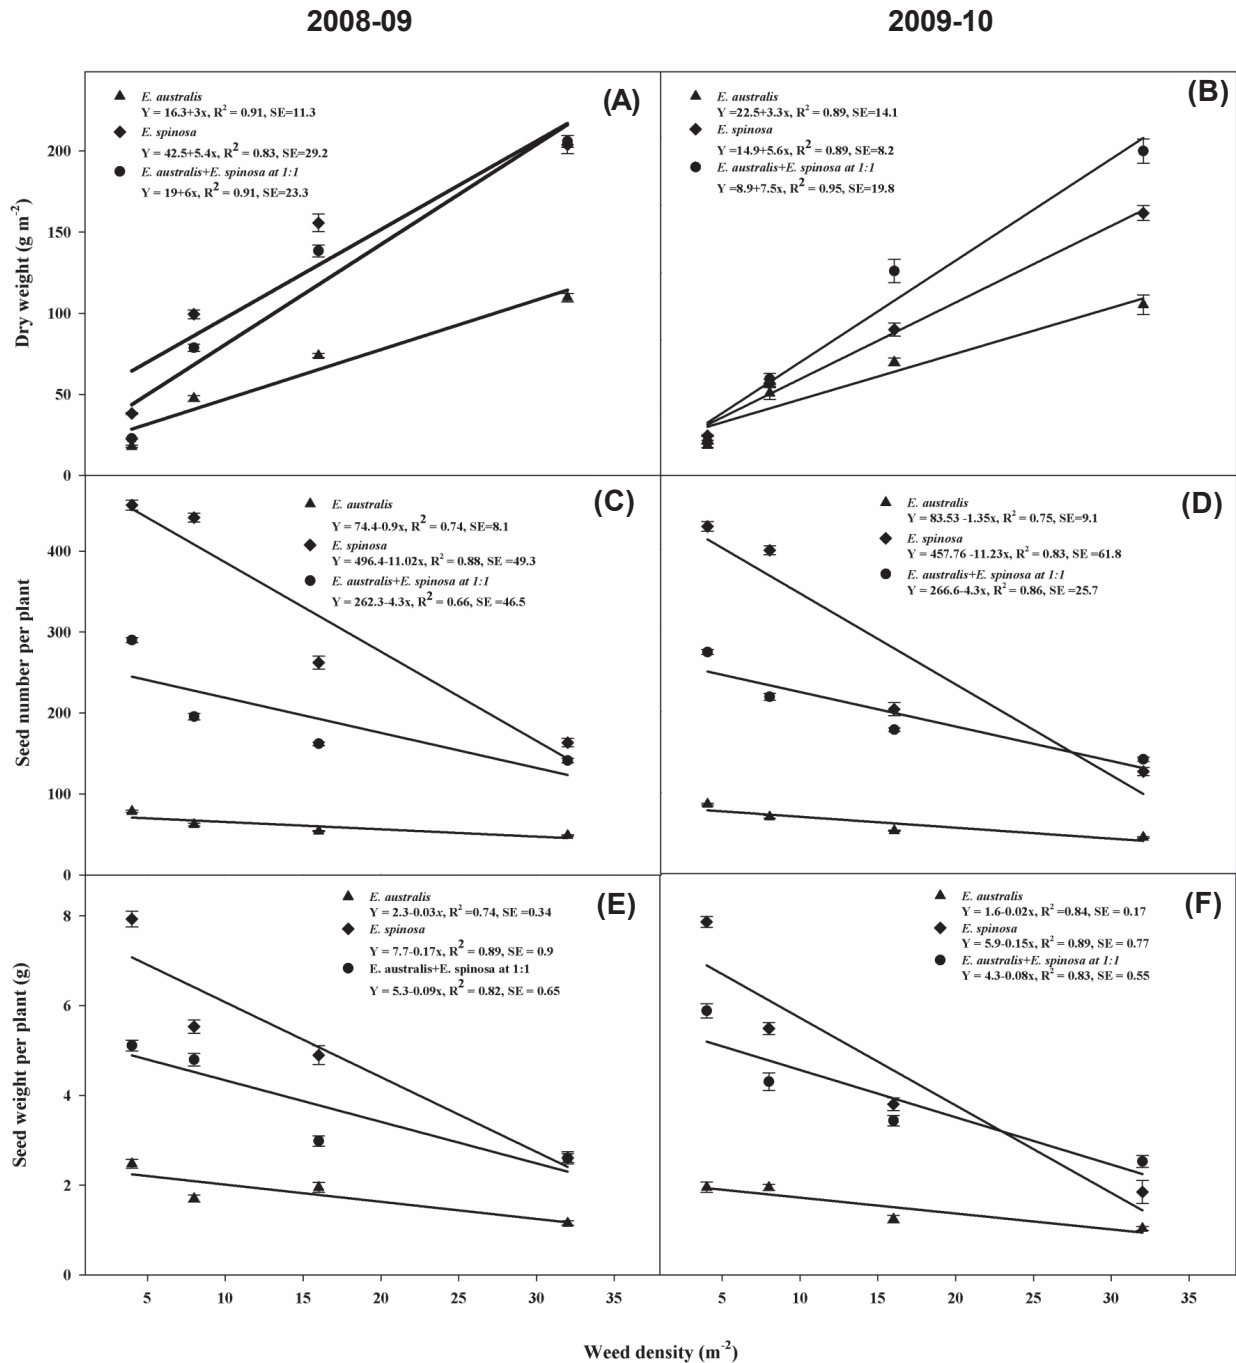 2008-09
2009-10
(A)
E. australis
Y = 16.3+3x, R² = 0.91, SE=11.3
E. spinosa
Y = 42.5+5.4x, R² = 0.83, SE=29.2
E. australis+E. spinosa at 1:1
Y = 19+6x, R² = 0.91, SE=23.3
(B)
E. australis
Y =22.5+3.3x, R² = 0.89, SE=14.1
E. spinosa
Y =14.9+5.6x, R² = 0.89, SE=8.2
E. australis+E. spinosa at 1:1
Y =8.9+7.5x, R² = 0.95, SE=19.8
Dry weight (g m⁻²)
200
150
100
50
0
(C)
E. australis
Y = 74.4-0.9x, R² = 0.74, SE=8.1
E. spinosa
Y = 496.4-11.02x, R² = 0.88, SE =49.3
E. australis+E. spinosa at 1:1
Y = 262.3-4.3x, R² = 0.66, SE =46.5
(D)
E. australis
Y = 83.53 -1.35x, R² = 0.75, SE=9.1
E. spinosa
Y = 457.76 -11.23x, R² = 0.83, SE =61.8
E. australis+E. spinosa at 1:1
Y = 266.6-4.3x, R² = 0.86, SE =25.7
Seed number per plant
400
300
200
100
0
(E)
E. australis
Y = 2.3-0.03x, R² =0.74, SE =0.34
E. spinosa
Y = 7.7-0.17x, R² = 0.89, SE = 0.9
E. australis+E. spinosa at 1:1
Y = 5.3-0.09x, R² = 0.82, SE = 0.65
(F)
E. australis
Y = 1.6-0.02x, R² =0.84, SE = 0.17
E. spinosa
Y = 5.9-0.15x, R² = 0.89, SE = 0.77
E. australis+E. spinosa at 1:1
Y = 4.3-0.08x, R² = 0.83, SE = 0.55
Seed weight per plant (g)
8
6
4
2
0
5 10 15 20 25 30 35
5 10 15 20 25 30 35
Weed density (m⁻²)